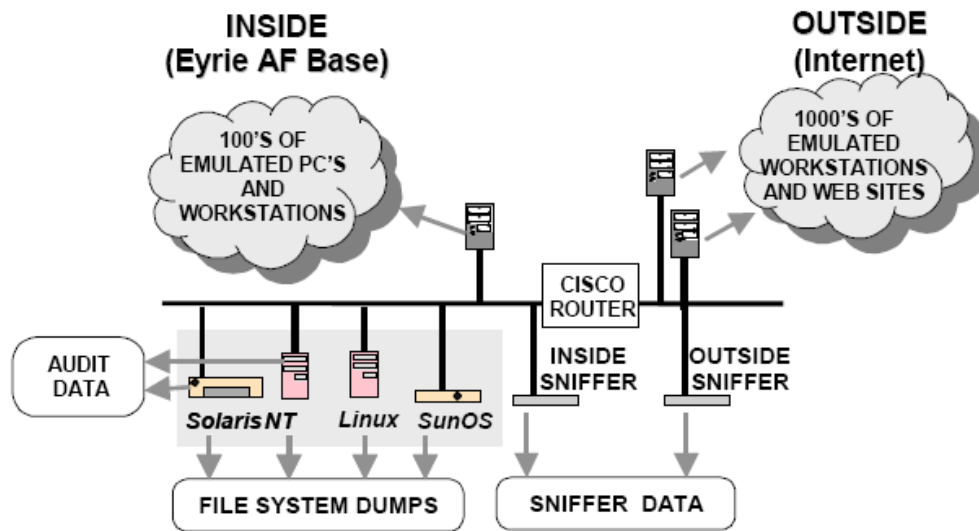 INSIDE
(Eyrie AF Base)
OUTSIDE
(Internet)
100'S OF
EMULATED PC'S
AND
WORKSTATIONS
1000'S OF
EMULATED
WORKSTATIONS
AND WEB SITES
CISCO
ROUTER
AUDIT
DATA
INSIDE
SNIFFER
OUTSIDE
SNIFFER
Solaris NT Linux SunOS
FILE SYSTEM DUMPS
SNIFFER DATA